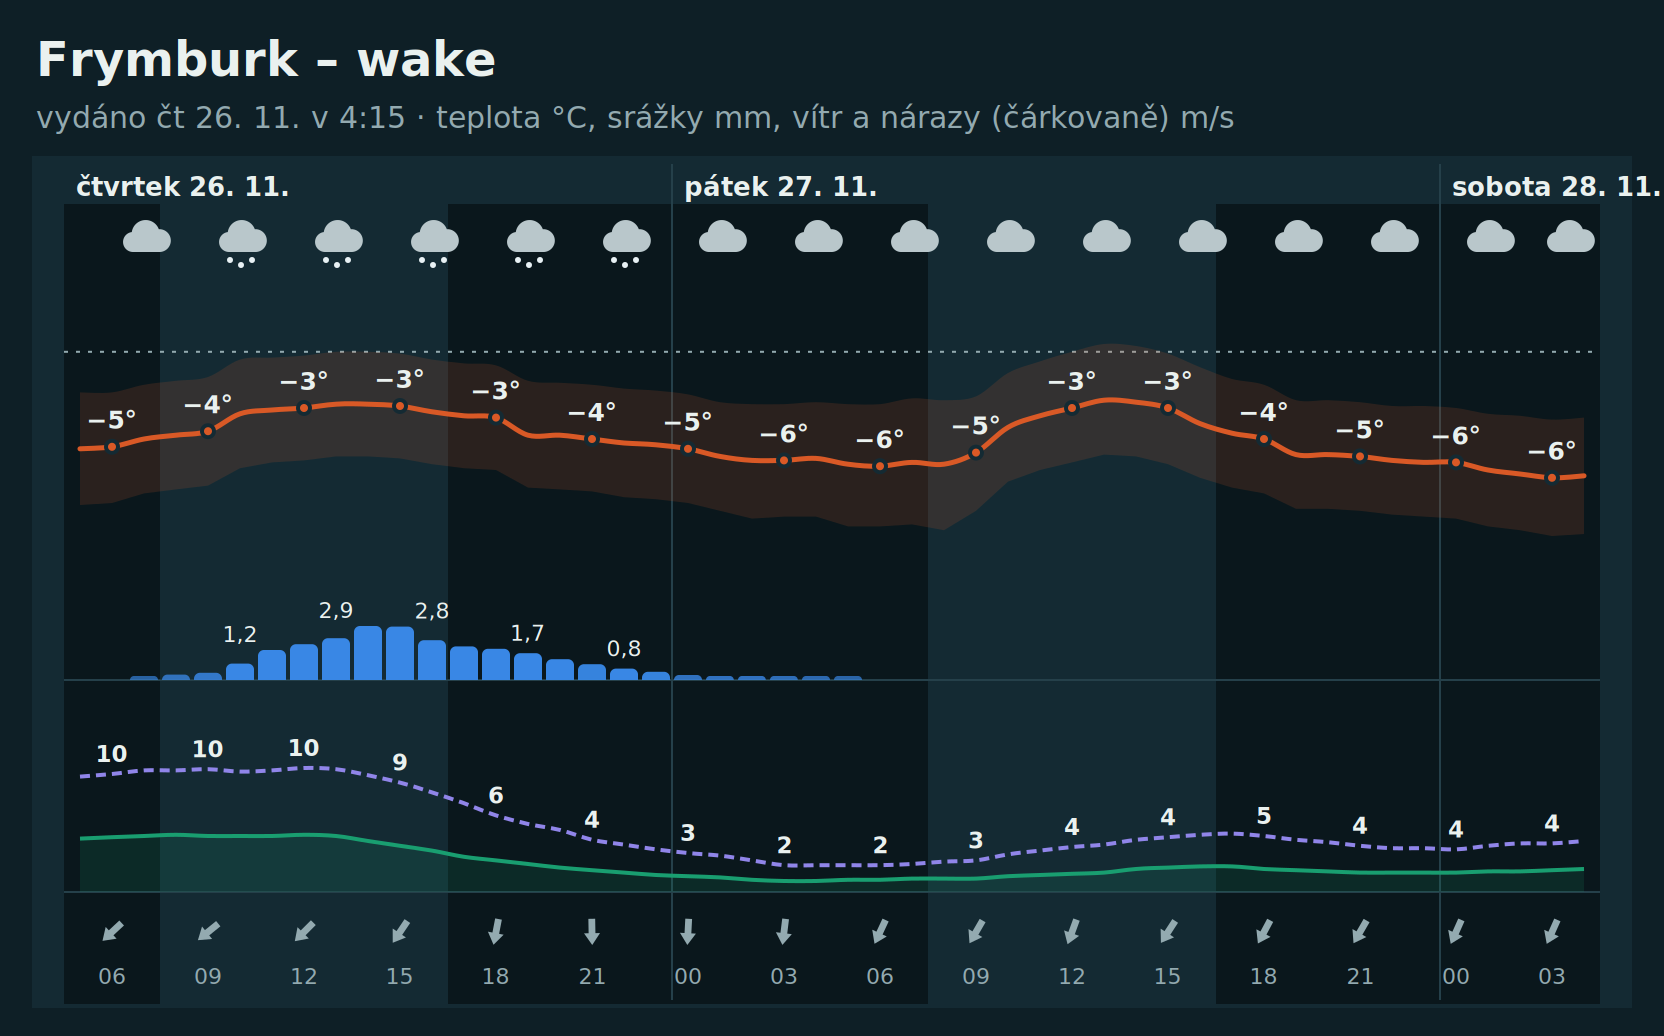 Frymburk – wake
vydáno čt 26. 11. v 4:15 · teplota °C, srážky mm, vítr a nárazy (čárkovaně) m/s
čtvrtek 26. 11. pátek 27. 11. sobota 28. 11.
−5° −4° −3° −3° −3° −4° −5° −6° −6° −5° −3° −3° −4° −5° −6° −6°
1,2 2,9 2,8 1,7 0,8
10 10 10 9 6 4 3 2 2 3 4 4 5 4 4 4
06 09 12 15 18 21 00 03 06 09 12 15 18 21 00 03